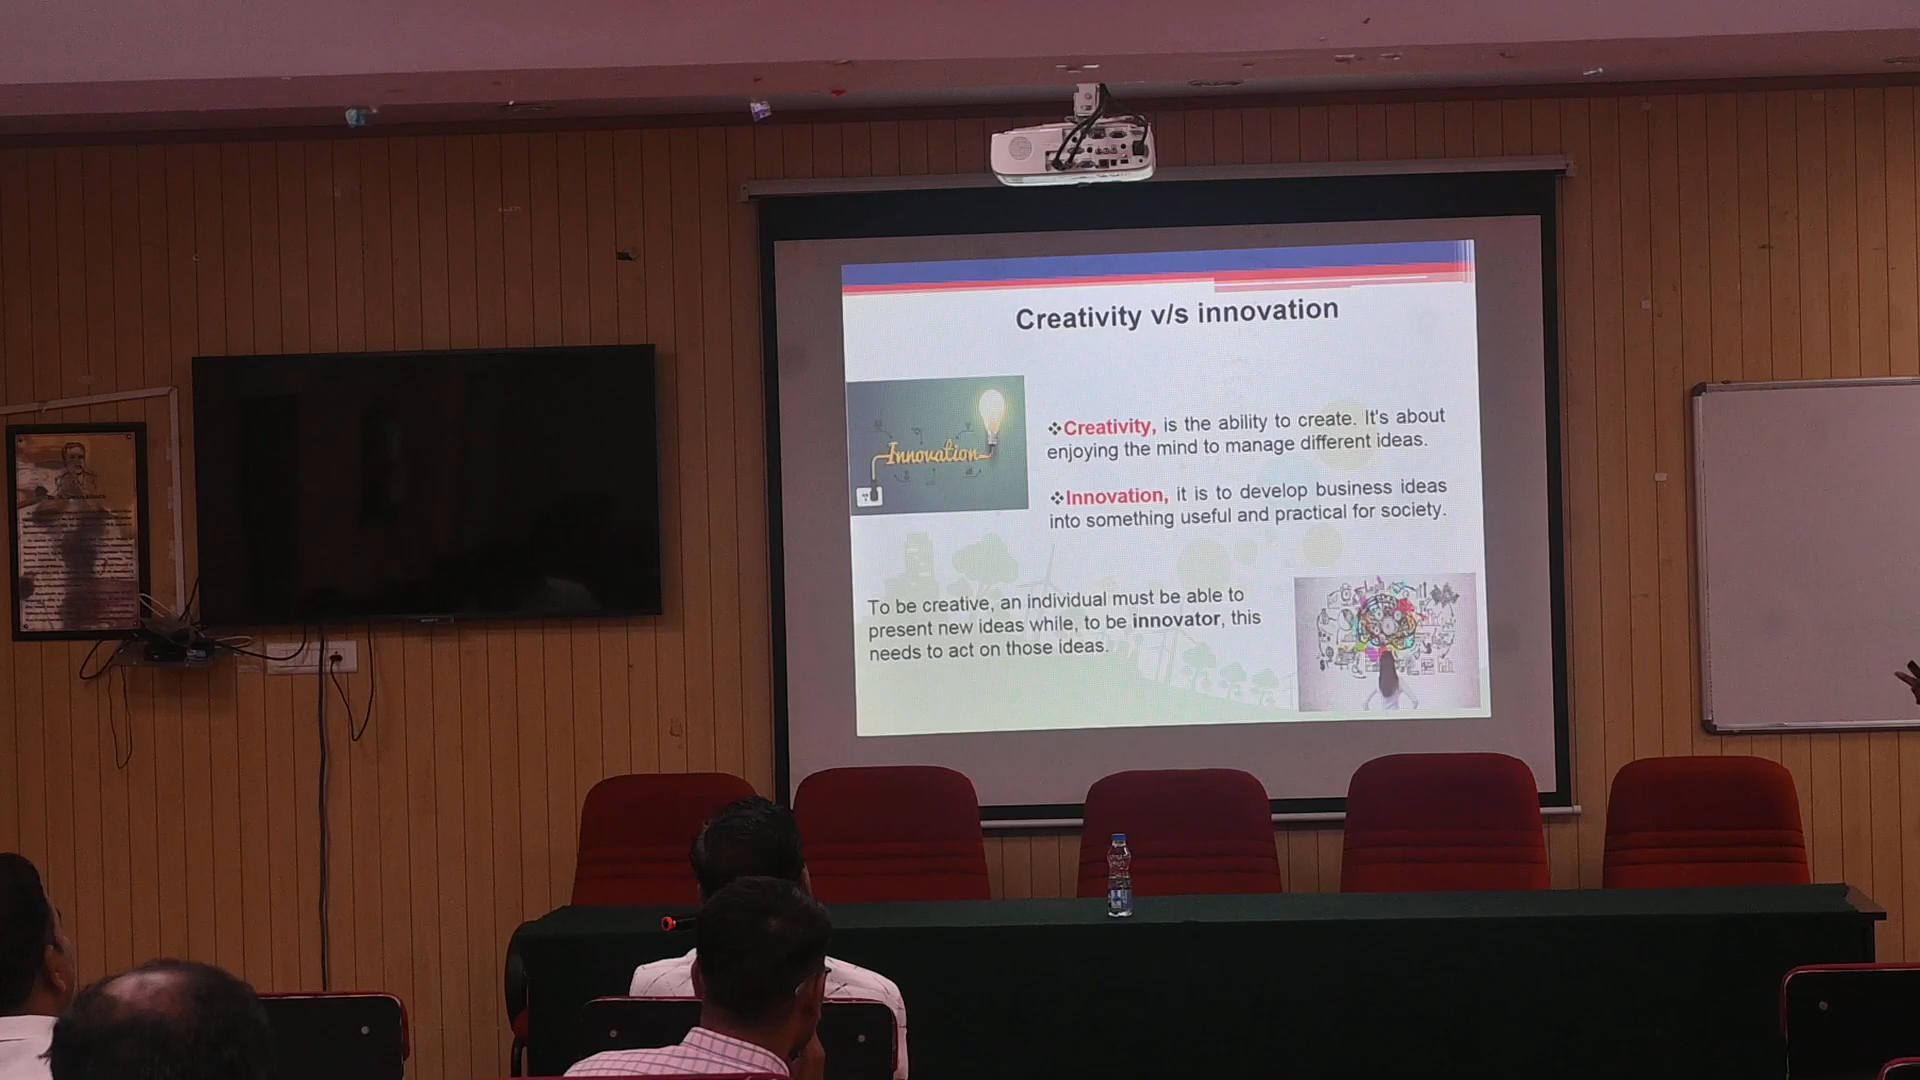 Creativity v/s innovation
Innovation
❖Creativity, is the ability to create. It's about
enjoying the mind to manage different ideas.
❖Innovation, it is to develop business ideas
into something useful and practical for society.
To be creative, an individual must be able to
present new ideas while, to be innovator, this
needs to act on those ideas.